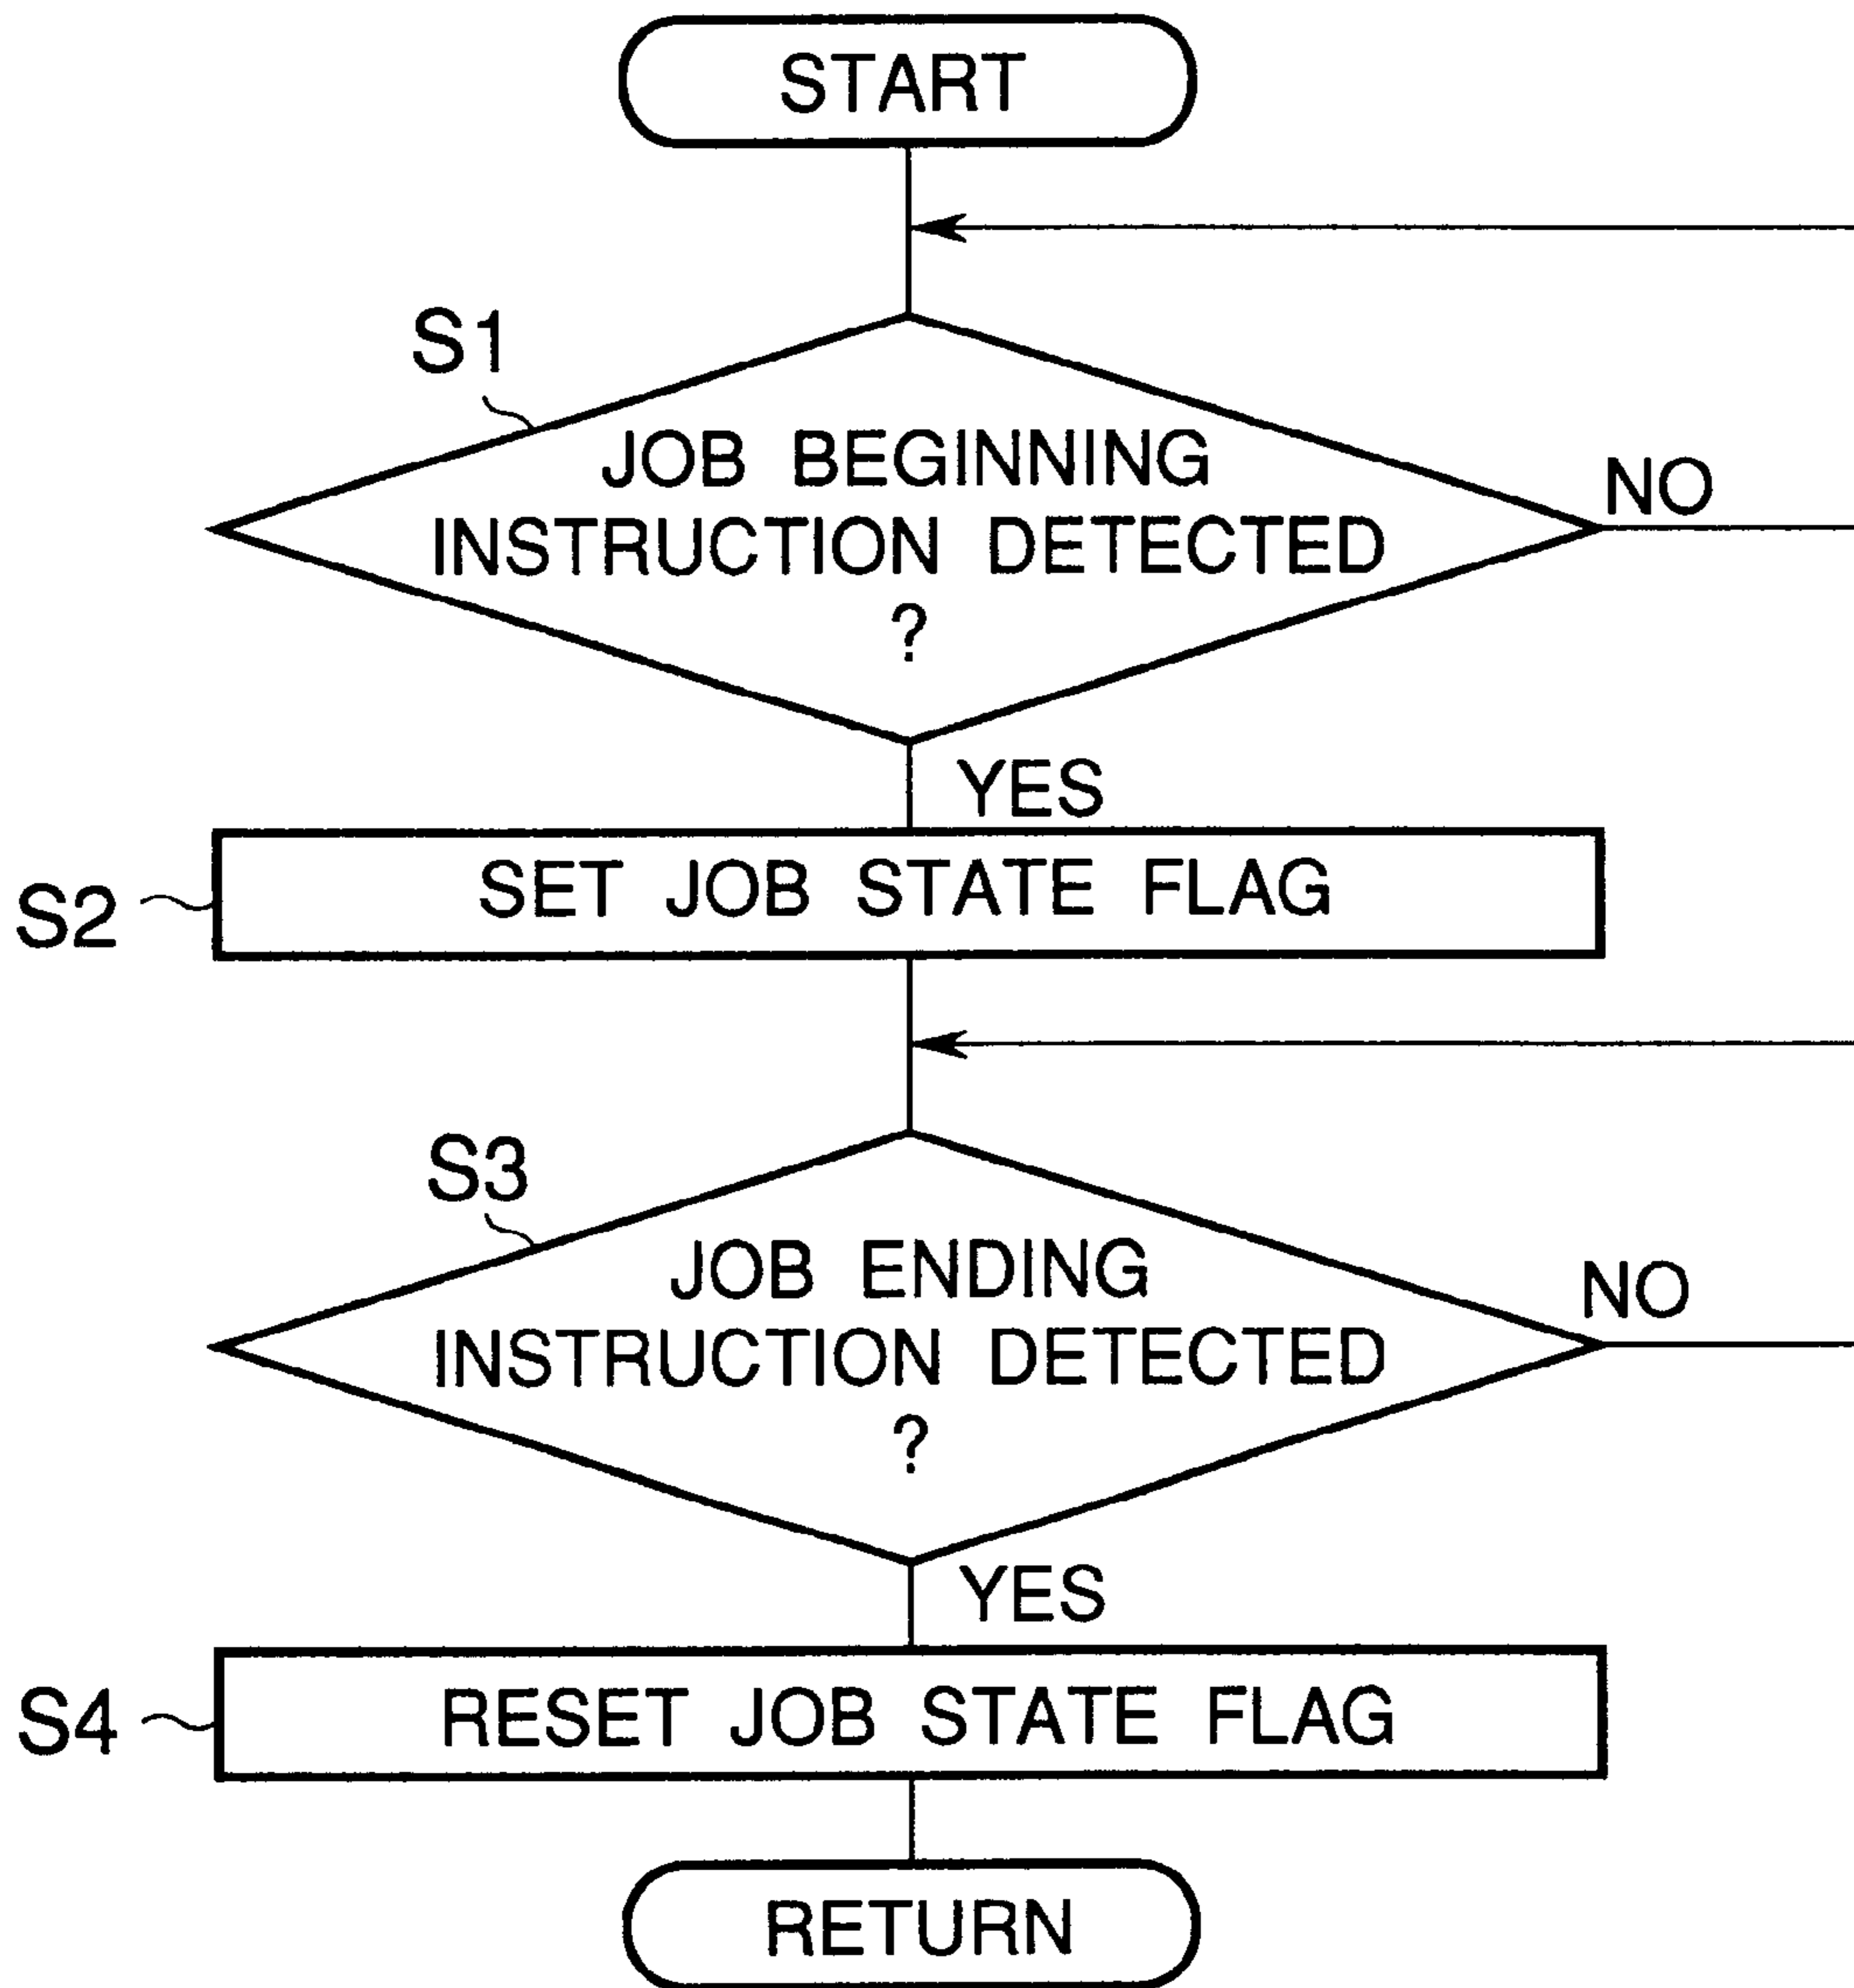 START
S1
JOB BEGINNING
INSTRUCTION DETECTED
?
NO
YES
S2
SET JOB STATE FLAG
S3
JOB ENDING
INSTRUCTION DETECTED
?
NO
YES
S4
RESET JOB STATE FLAG
RETURN